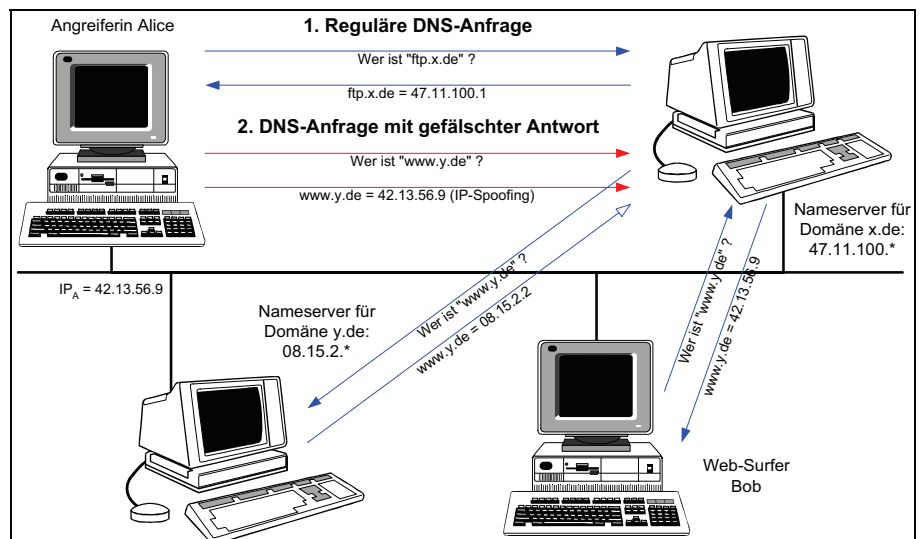 Angreiferin Alice
1. Reguläre DNS-Anfrage
Wer ist "ftp.x.de" ?
ftp.x.de = 47.11.100.1
2. DNS-Anfrage mit gefälschter Antwort
Wer ist "www.y.de" ?
www.y.de = 42.13.56.9 (IP-Spoofing)
Nameserver für
Domäne x.de:
47.11.100.*
IPA = 42.13.56.9
Nameserver für
Domäne y.de:
08.15.2.*
Wer ist "www.y.de" ?
www.y.de = 08.15.2.2
Wer ist "www.y.de" ?
www.y.de = 42.13.56.9
Web-Surfer
Bob